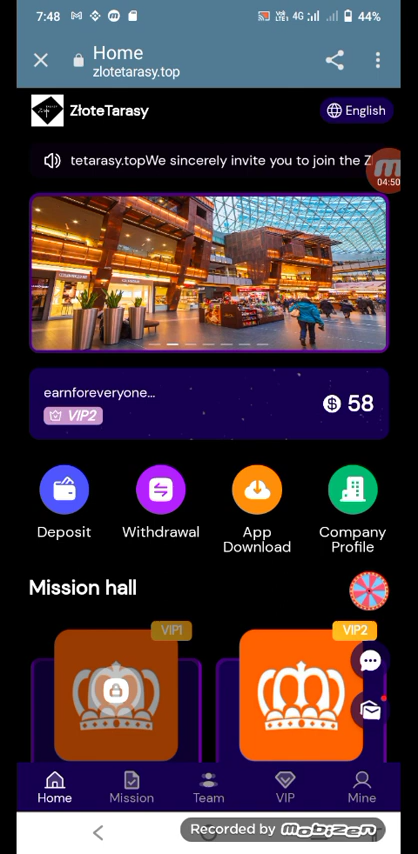 7:48
4G
44%
Home
zlotetarasy.top
ZłoteTarasy
English
tetarasy.topWe sincerely invite you to join the Z
04:50
earnforeveryone...
VIP2
58
Deposit
Withdrawal
App Download
Company Profile
Mission hall
VIP1
VIP2
Home
Mission
Team
VIP
Mine
Recorded by mobizen